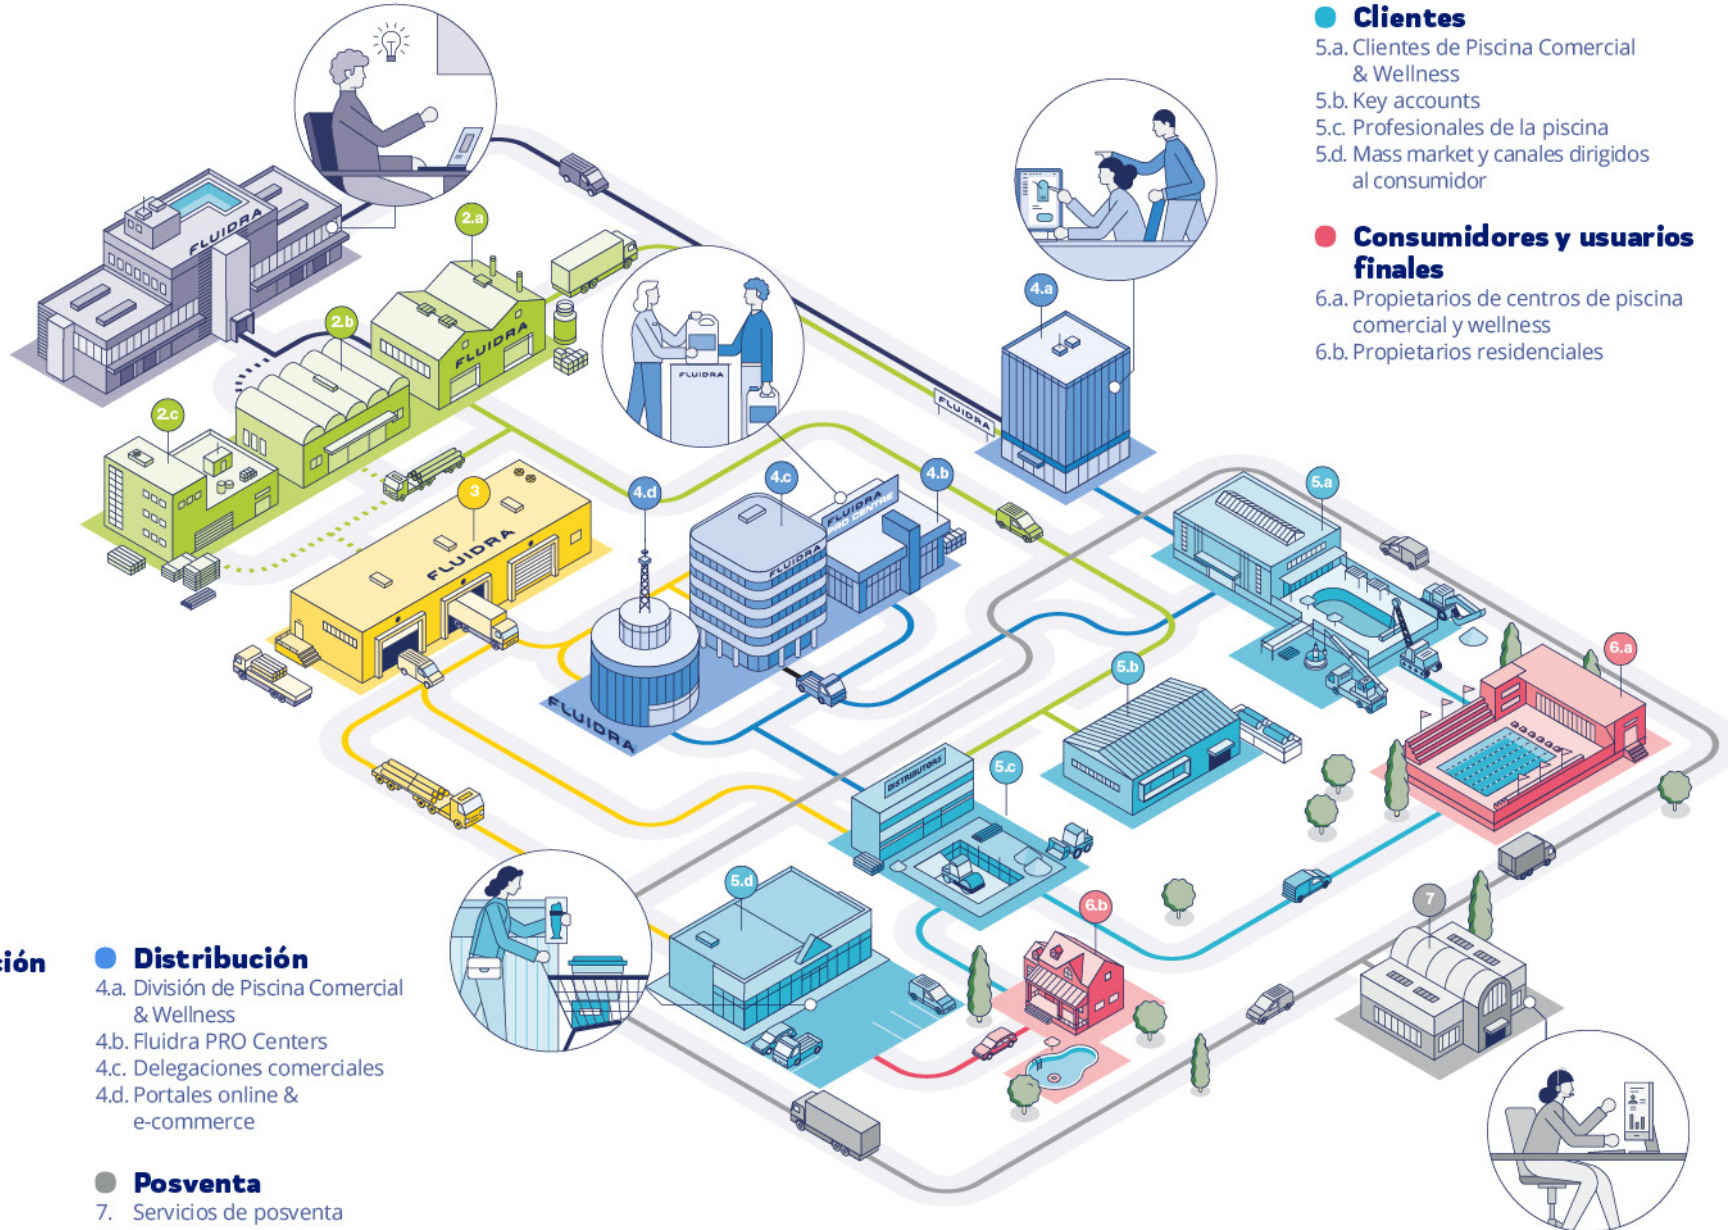 Clientes
5.a. Clientes de Piscina Comercial
& Wellness
5.b. Key accounts
5.c. Profesionales de la piscina
5.d. Mass market y canales dirigidos
al consumidor
Consumidores y usuarios
finales
6.a. Propietarios de centros de piscina
comercial y wellness
6.b. Propietarios residenciales
FLUIDRA
2.a
2.b
FLUIDRA
2.c
FLUIDRA
4.a
FLUIDRA
3
FLUIDRA
4.d
4.c
4.b
FLUIDRA
PRO CENTRE
FLUIDRA
FLUIDRA
5.a
5.b
6.a
DISTRIBUTORS
5.c
5.d
6.b
7
ción
Distribución
4.a. División de Piscina Comercial
& Wellness
4.b. Fluidra PRO Centers
4.c. Delegaciones comerciales
4.d. Portales online &
e-commerce
Posventa
7. Servicios de posventa